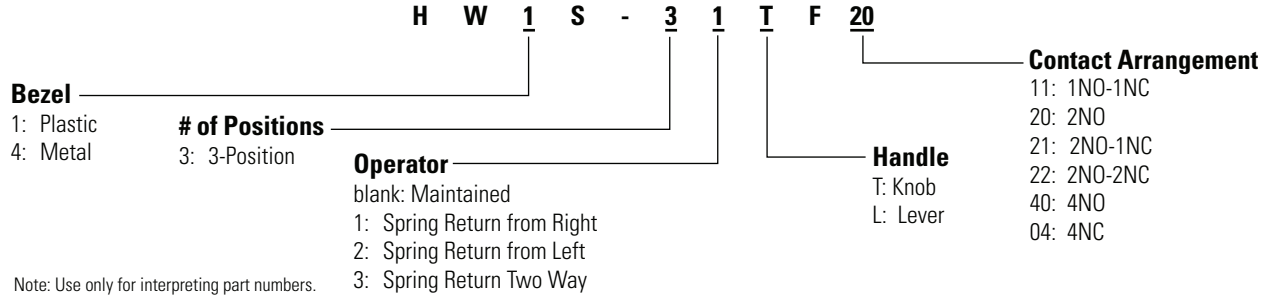 H W 1 S - 3 1 T F 20
Bezel
1: Plastic
4: Metal
# of Positions
3: 3-Position
Operator
blank: Maintained
1: Spring Return from Right
2: Spring Return from Left
3: Spring Return Two Way
Handle
T: Knob
L: Lever
Contact Arrangement
11: 1NO-1NC
20: 2NO
21: 2NO-1NC
22: 2NO-2NC
40: 4NO
04: 4NC
Note: Use only for interpreting part numbers.